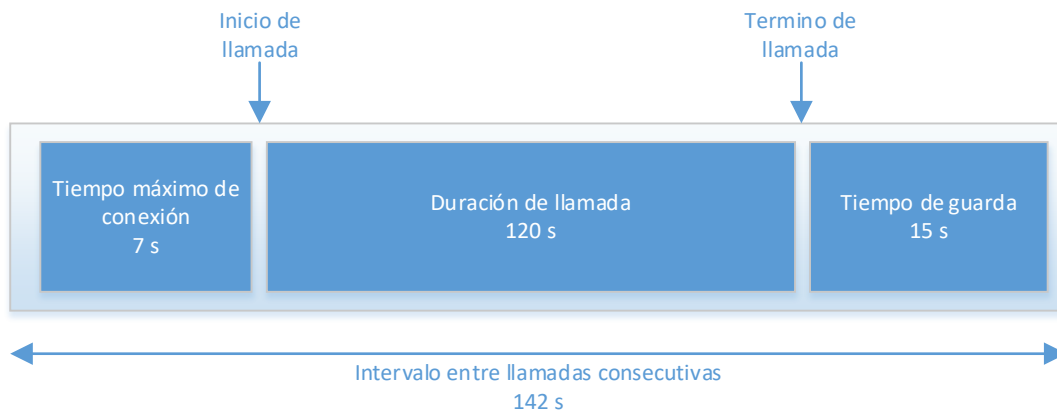 Inicio de
llamada
Termino de
llamada
Tiempo máximo de
conexión
7 s
Duración de llamada
120 s
Tiempo de guarda
15 s
Intervalo entre llamadas consecutivas
142 s